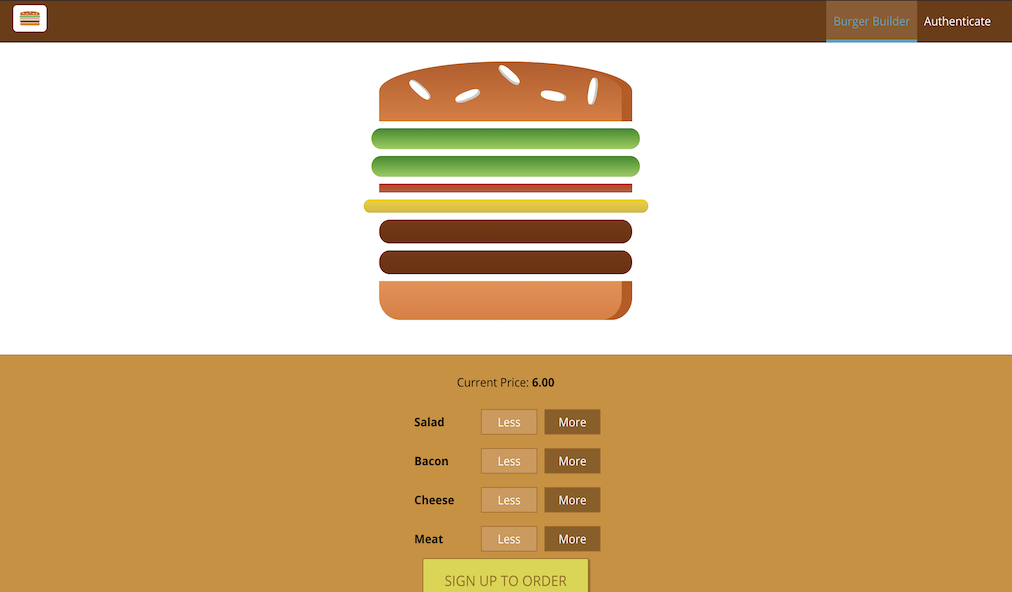 Burger Builder Authenticate
Current Price: 6.00
Salad Less More
Bacon Less More
Cheese Less More
Meat Less More
SIGN UP TO ORDER